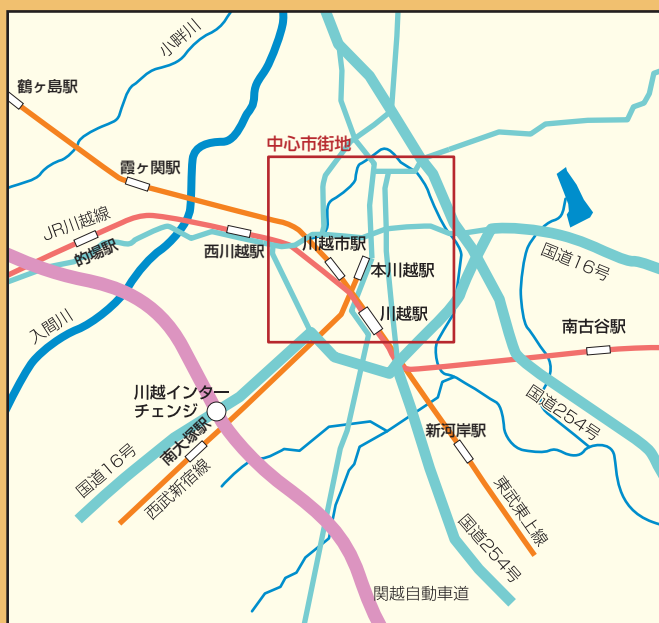 小畔川
鶴ヶ島駅
中心市街地
霞ヶ関駅
JR川越線
的場駅
西川越駅
川越市駅
本川越駅
国道16号
川越駅
入間川
南古谷駅
川越インター
チェンジ
国道254号
南大塚駅
新河岸駅
国道16号
西武新宿線
東武東上線
国道254号
関越自動車道